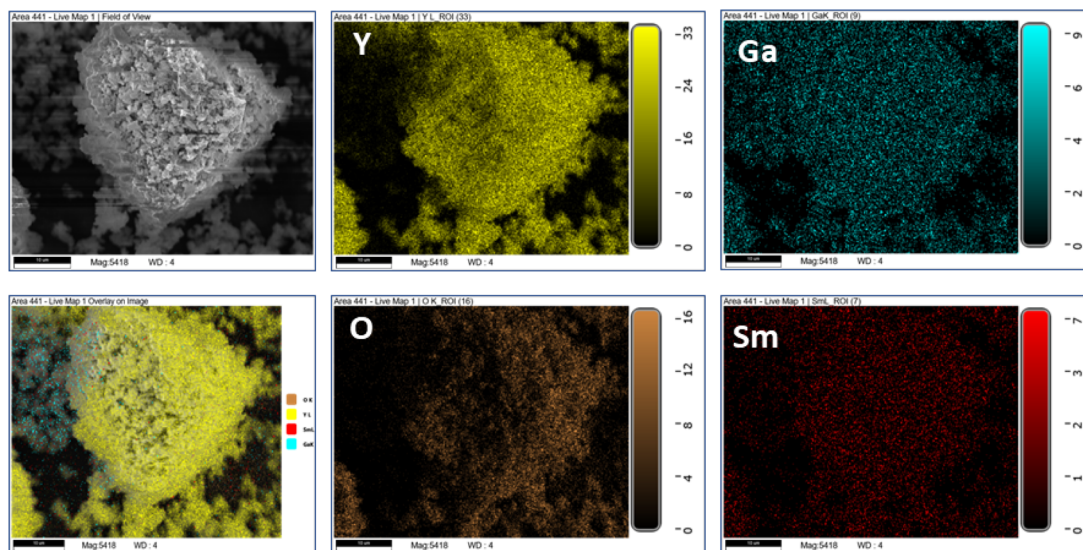 Area 441 - Live Map 1 | Field of View
10 um
Mag:5418 WD : 4
Area 441 - Live Map 1 | Y L_ROI (33)
Y
33
24
16
8
0
10 um
Mag:5418 WD : 4
Area 441 - Live Map 1 | GaK_ROI (9)
Ga
9
6
4
2
0
10 um
Mag:5418 WD : 4
Area 441 - Live Map 1 Overlay on Image
O K
Y L
SmL
GaK
10 um
Mag:5418 WD : 4
Area 441 - Live Map 1 | O K_ROI (16)
O
16
12
8
4
0
10 um
Mag:5418 WD : 4
Area 441 - Live Map 1 | SmL_ROI (7)
Sm
7
3
2
1
0
10 um
Mag:5418 WD : 4